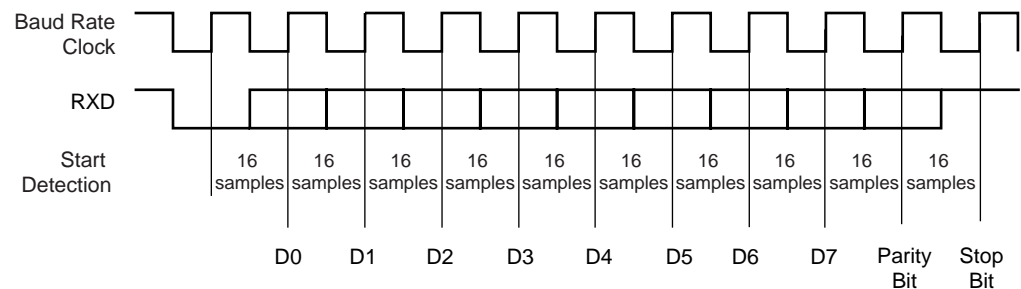 Baud Rate
Clock
RXD
Start
Detection
16 16 16 16 16 16 16 16 16 16
samples samples samples samples samples samples samples samples samples samples
D0 D1 D2 D3 D4 D5 D6 D7 Parity Stop
Bit Bit